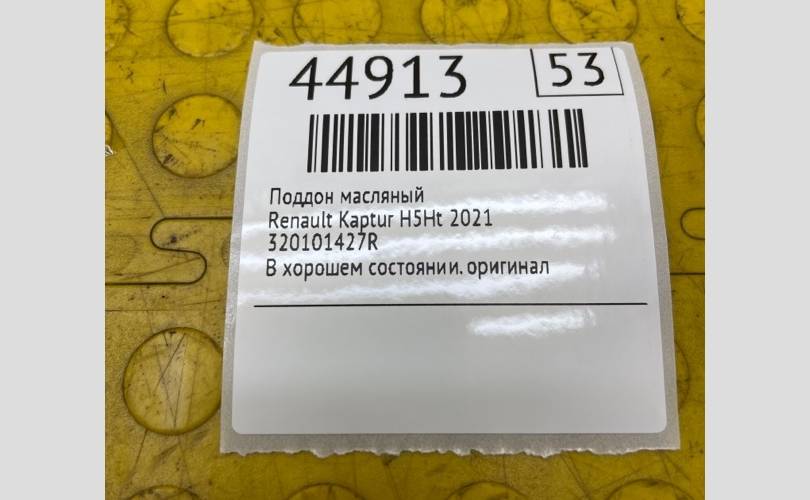 44913
53
Поддон масляный
Renault Kaptur H5Ht 2021
320101427R
В хорошем состоянии. оригинал